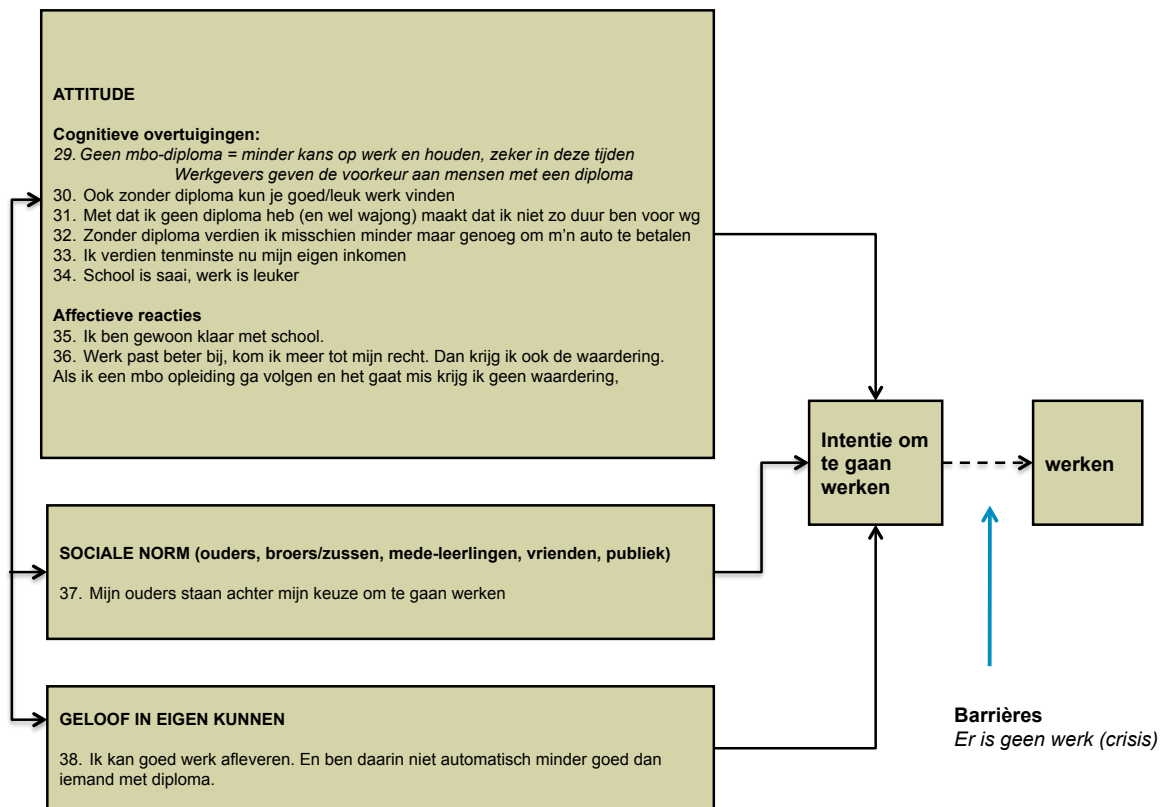 ATTITUDE
Cognitieve overtuigingen:
29. Geen mbo-diploma = minder kans op werk en houden, zeker in deze tijden
Werkgevers geven de voorkeur aan mensen met een diploma
30. Ook zonder diploma kun je goed/leuk werk vinden
31. Met dat ik geen diploma heb (en wel wajong) maakt dat ik niet zo duur ben voor wg
32. Zonder diploma verdien ik misschien minder maar genoeg om m'n auto te betalen
33. Ik verdien tenminste nu mijn eigen inkomen
34. School is saai, werk is leuker
Affectieve reacties
35. Ik ben gewoon klaar met school.
36. Werk past beter bij, kom ik meer tot mijn recht. Dan krijg ik ook de waardering.
Als ik een mbo opleiding ga volgen en het gaat mis krijg ik geen waardering,
SOCIALE NORM (ouders, broers/zussen, mede-leerlingen, vrienden, publiek)
37. Mijn ouders staan achter mijn keuze om te gaan werken
GELOOF IN EIGEN KUNNEN
38. Ik kan goed werk afleveren. En ben daarin niet automatisch minder goed dan
iemand met diploma.
Intentie om
te gaan
werken
werken
Barrières
Er is geen werk (crisis)